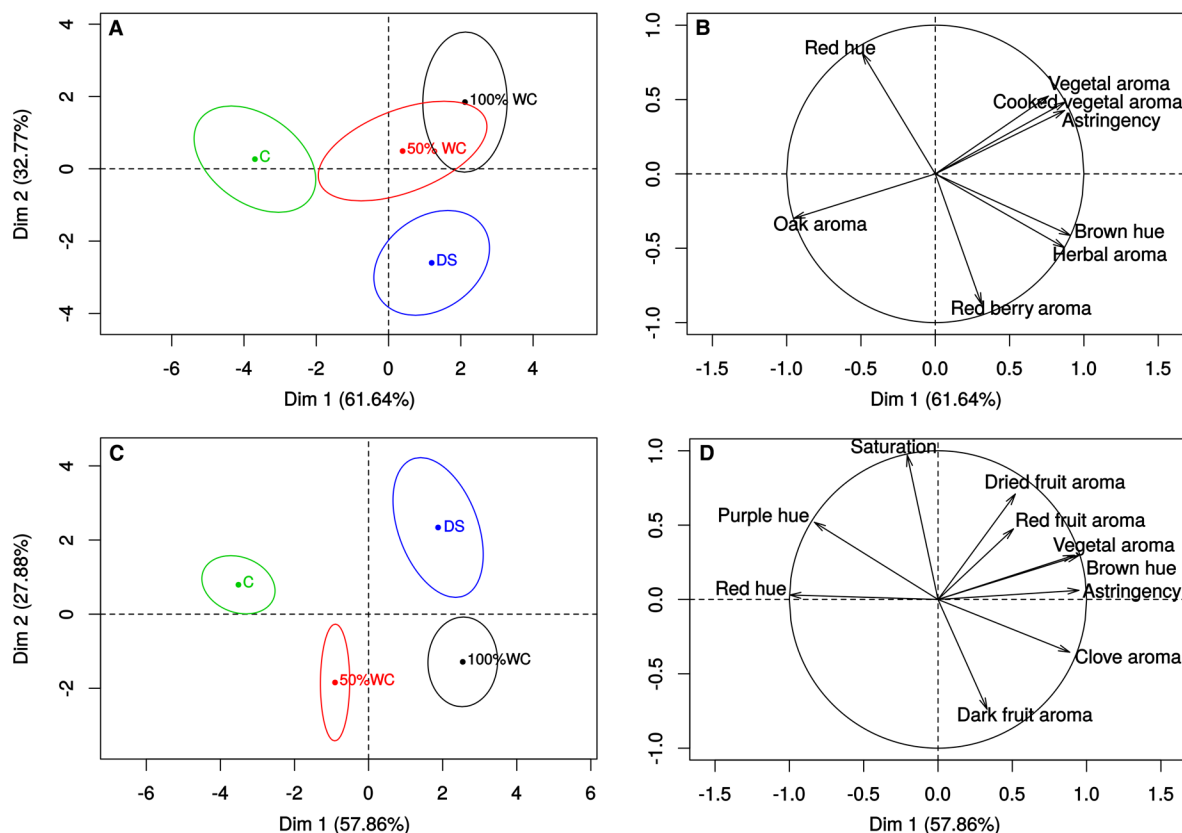 A
4
2
0
-2
-4
Dim 2 (32.77%)
100% WC
50% WC
C
DS
-6
-4
-2
0
2
4
Dim 1 (61.64%)
B
1.0
0.5
0.0
-0.5
-1.0
Red hue
Vegetal aroma
Cooked vegetal aroma
Astringency
Oak aroma
Brown hue
Herbal aroma
Red berry aroma
-1.5
-1.0
-0.5
0.0
0.5
1.0
1.5
Dim 1 (61.64%)
C
4
2
0
-2
Dim 2 (27.88%)
DS
C
100%WC
50%WC
-6
-4
-2
0
2
4
6
Dim 1 (57.86%)
D
1.0
0.5
0.0
-0.5
-1.0
Saturation
Dried fruit aroma
Purple hue
Red fruit aroma
Vegetal aroma
Brown hue
Red hue
Astringency
Clove aroma
Dark fruit aroma
-1.5
-1.0
-0.5
0.0
0.5
1.0
1.5
Dim 1 (57.86%)